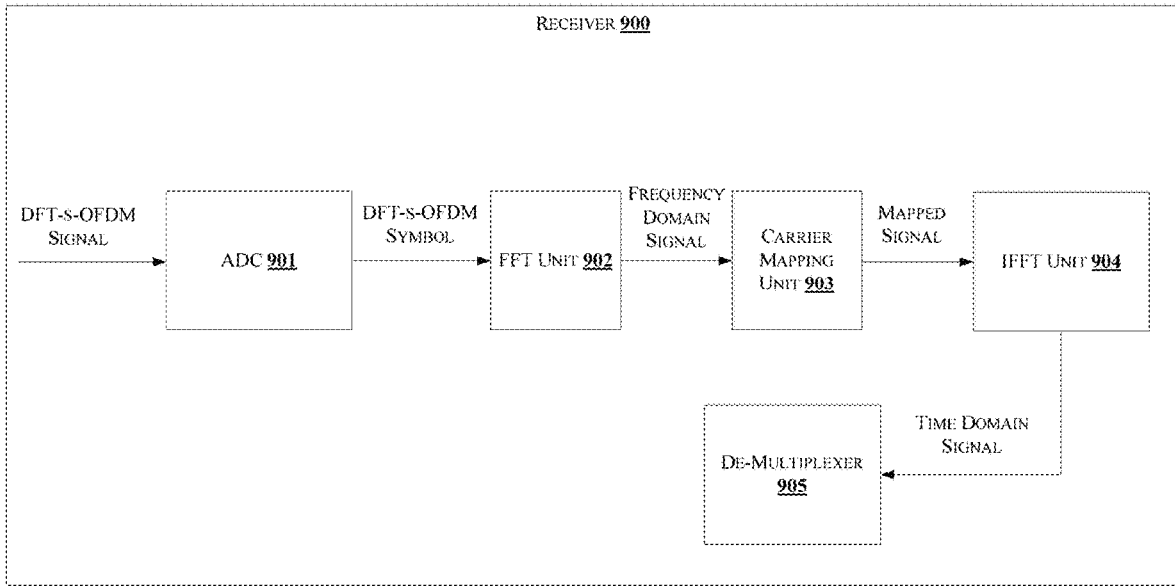 RECEIVER 900
DFT-S-OFDM
SIGNAL
ADC 901
DFT-S-OFDM
SYMBOL
FFT UNIT 902
FREQUENCY
DOMAIN
SIGNAL
CARRIER
MAPPING
UNIT 903
MAPPED
SIGNAL
IFFT UNIT 904
TIME DOMAIN
SIGNAL
DE-MULTIPLEXER
905